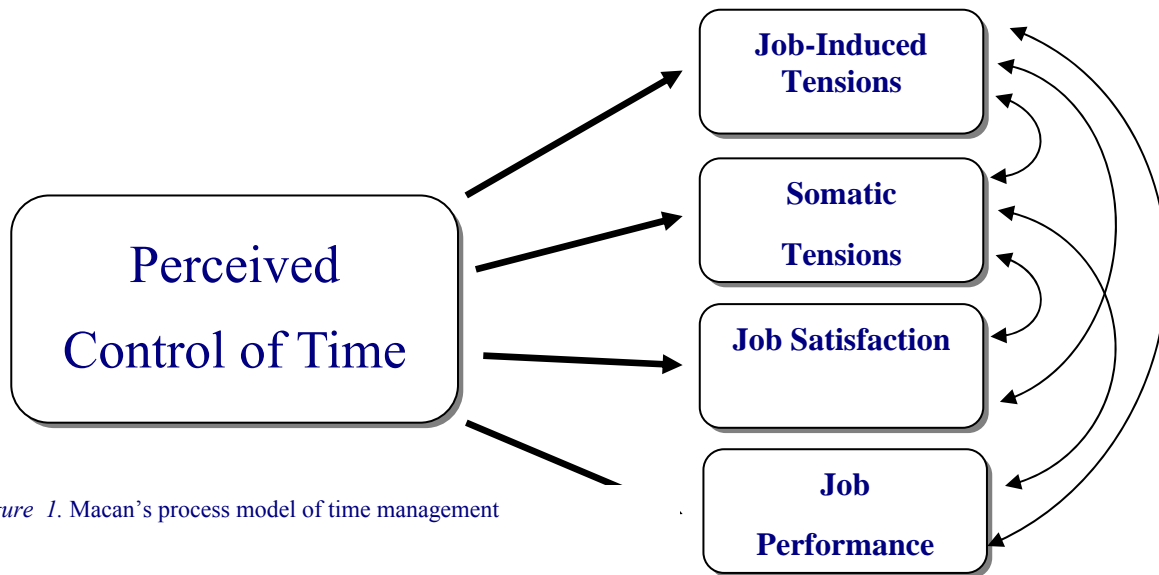 Job-Induced
Tensions
Somatic
Tensions
Perceived
Control of Time
Job Satisfaction
Job
Performance
ture 1. Macan's process model of time management